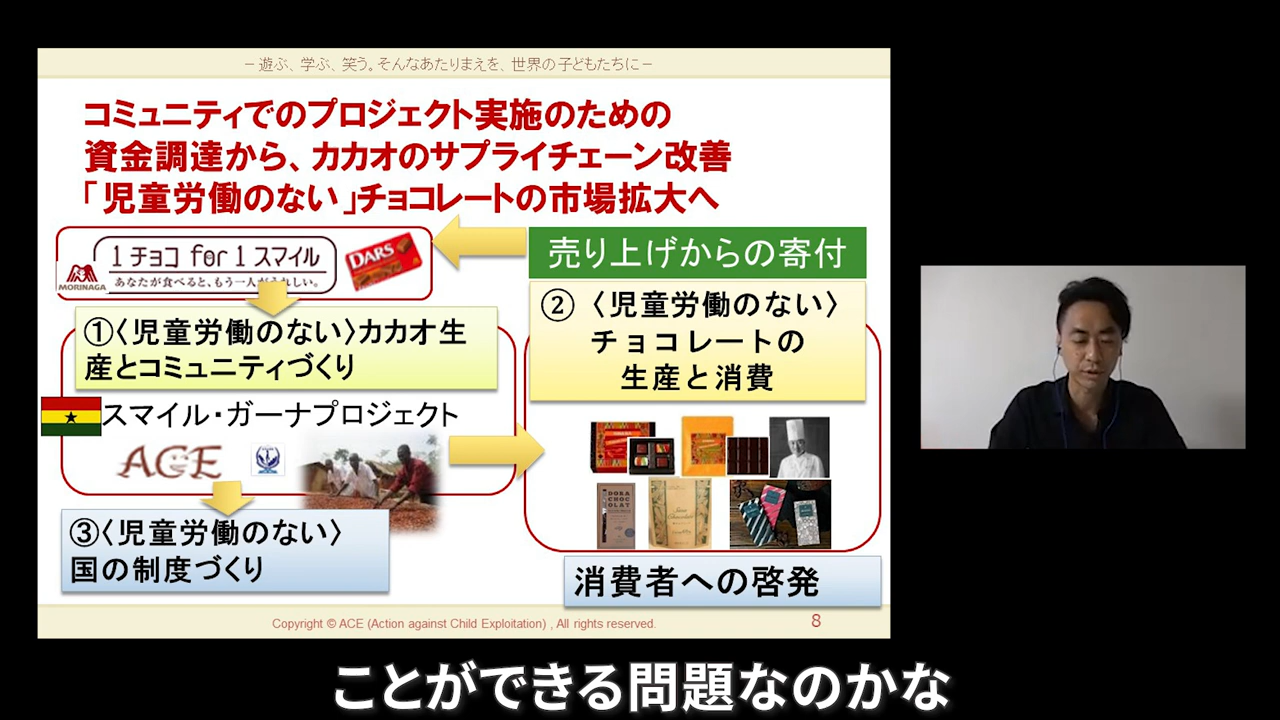 －遊ぶ、学ぶ、笑う。そんなあたりまえを、世界の子どもたちに－
コミュニティでのプロジェクト実施のための
資金調達から、カカオのサプライチェーン改善
「児童労働のない」チョコレートの市場拡大へ
1チョコ for 1スマイル
あなたが食べると、もう一人がうれしい。
MORINAGA
DARS
売り上げからの寄付
①〈児童労働のない〉カカオ生
産とコミュニティづくり
②〈児童労働のない〉
チョコレートの
生産と消費
スマイル・ガーナプロジェクト
ACE
③〈児童労働のない〉
国の制度づくり
消費者への啓発
Copyright © ACE (Action against Child Exploitation) , All rights reserved.
8
ことができる問題なのかな